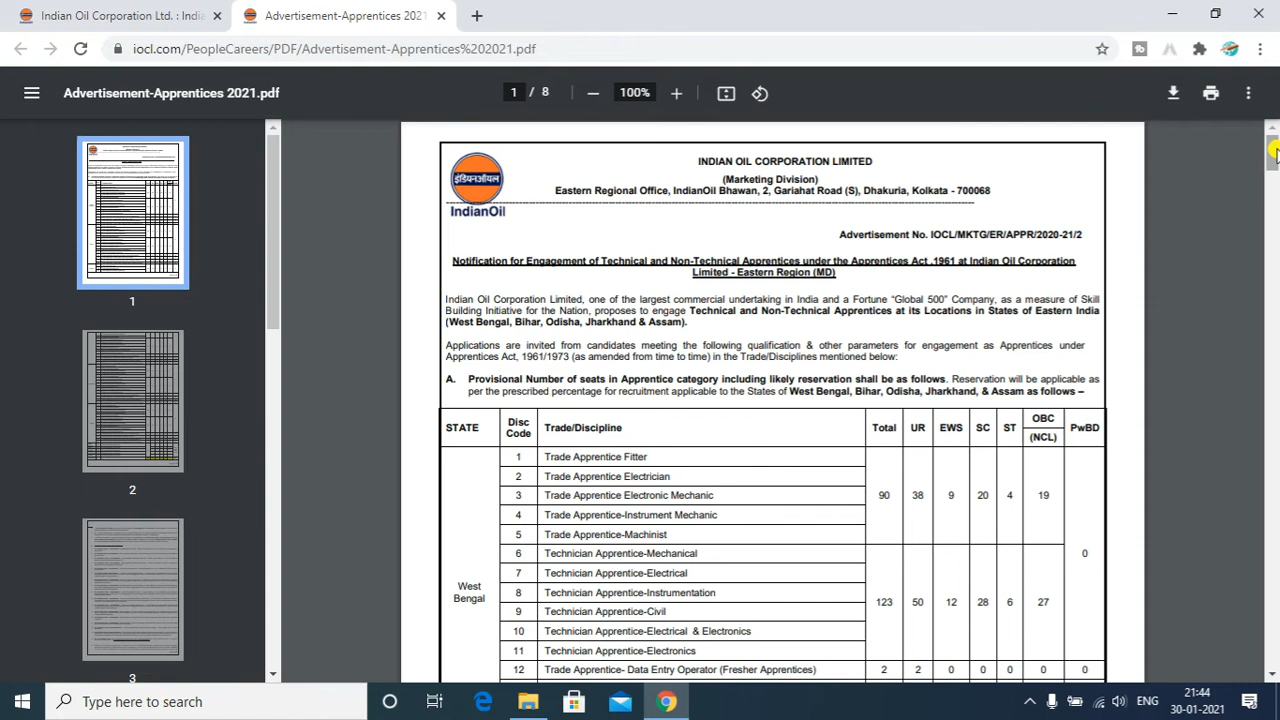 Indian Oil Corporation Ltd. : India
Advertisement-Apprentices 2021
iocl.com/PeopleCareers/PDF/Advertisement-Apprentices%202021.pdf
Advertisement-Apprentices 2021.pdf
1 / 8
100%
1
2
3
इंडियनऑयल
IndianOil
INDIAN OIL CORPORATION LIMITED
(Marketing Division)
Eastern Regional Office, IndianOil Bhawan, 2, Gariahat Road (S), Dhakuria, Kolkata - 700068
Advertisement No. IOCL/MKTG/ER/APPR/2020-21/2
Notification for Engagement of Technical and Non-Technical Apprentices under the Apprentices Act ,1961 at Indian Oil Corporation
Limited - Eastern Region (MD)
Indian Oil Corporation Limited, one of the largest commercial undertaking in India and a Fortune “Global 500” Company, as a measure of Skill
Building Initiative for the Nation, proposes to engage Technical and Non-Technical Apprentices at its Locations in States of Eastern India
(West Bengal, Bihar, Odisha, Jharkhand & Assam).
Applications are invited from candidates meeting the following qualification & other parameters for engagement as Apprentices under
Apprentices Act, 1961/1973 (as amended from time to time) in the Trade/Disciplines mentioned below:
A. Provisional Number of seats in Apprentice category including likely reservation shall be as follows. Reservation will be applicable as
per the prescribed percentage for recruitment applicable to the States of West Bengal, Bihar, Odisha, Jharkhand, & Assam as follows –
STATE Disc Code Trade/Discipline Total UR EWS SC ST OBC (NCL) PwBD
West Bengal
1 Trade Apprentice Fitter
2 Trade Apprentice Electrician
3 Trade Apprentice Electronic Mechanic 90 38 9 20 4 19
4 Trade Apprentice-Instrument Mechanic
5 Trade Apprentice-Machinist
6 Technician Apprentice-Mechanical 0
7 Technician Apprentice-Electrical
8 Technician Apprentice-Instrumentation 123 50 12 28 6 27
9 Technician Apprentice-Civil
10 Technician Apprentice-Electrical & Electronics
11 Technician Apprentice-Electronics
12 Trade Apprentice- Data Entry Operator (Fresher Apprentices) 2 2 0 0 0 0 0
Type here to search
ENG
21:44
30-01-2021